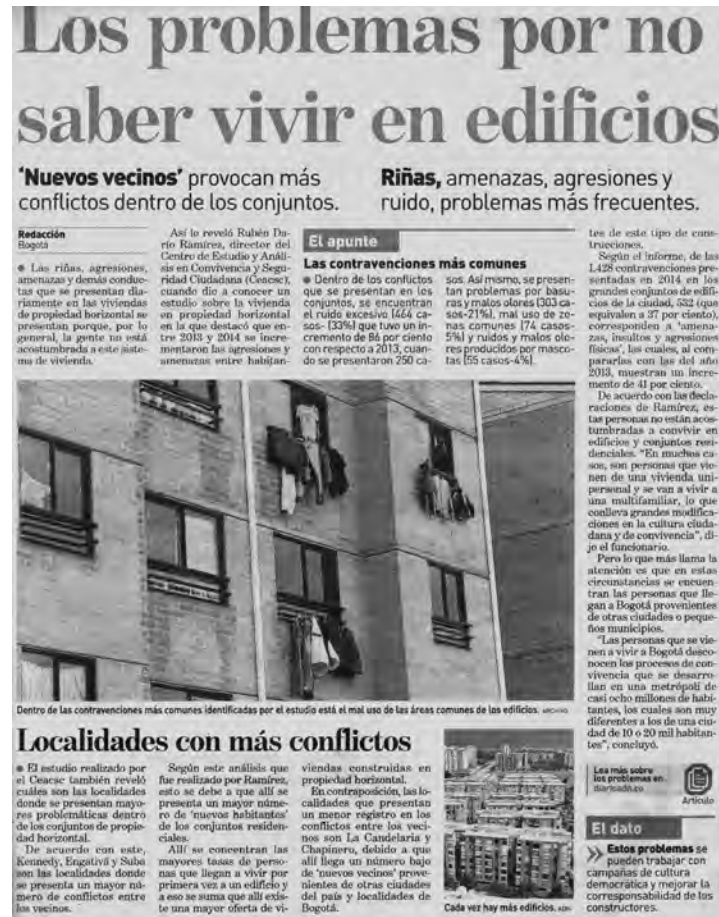 Los problemas por no
saber vivir en edificios
'Nuevos vecinos' provocan más
conflictos dentro de los conjuntos.
Riñas, amenazas, agresiones y
ruido, problemas más frecuentes.
Redacción
Bogotá
Las riñas, agresiones,
amenazas y demás conduc-
tas que se presentan dia-
riamente en las viviendas
de propiedad horizontal se
presentan porque, por lo
general, la gente no está
acostumbrada a este siste-
ma de vivienda.
Así lo reveló Rubén Da-
río Ramírez, director del
Centro de Estudio y Análi-
sis en Convivencia y Segu-
ridad Ciudadana (Ceacsc),
cuando dio a conocer un
estudio sobre la vivienda
en propiedad horizontal
en la que destacó que en-
tre 2013 y 2014 se incre-
mentaron las agresiones y
amenazas entre habitan-
tes de este tipo de cons-
trucciones.
Según el informe, de las
1.428 contravenciones pre-
sentadas en 2014 en los
grandes conjuntos de edifi-
cios de la ciudad, 532 (que
equivalen a 37 por ciento),
corresponden a 'amena-
zas, insultos y agresiones
físicas', las cuales, al com-
pararlas con las del año
2013, muestran un incre-
mento de 41 por ciento.
De acuerdo con las decla-
raciones de Ramírez, es-
tas personas no están acos-
tumbradas a convivir en
edificios y conjuntos resi-
denciales. "En muchos ca-
sos, son personas que vie-
nen de una vivienda uni-
personal y se van a vivir a
una multifamiliar, lo que
conlleva grandes modifica-
ciones en la cultura ciuda-
dana y de convivencia", di-
jo el funcionario.
Pero lo que más llama la
atención es que en estas
circunstancias se encuen-
tran las personas que lle-
gan a Bogotá provenientes
de otras ciudades o peque-
ños municipios.
"Las personas que se vie-
nen a vivir a Bogotá desco-
nocen los procesos de con-
vivencia que se desarro-
llan en una metrópoli de
casi ocho millones de habi-
tantes, los cuales son muy
diferentes a los de una ciu-
dad de 10 o 20 mil habitan-
tes", concluyó.
El apunte
Las contravenciones más comunes
Dentro de los conflictos
que se presentan en los
conjuntos, se encuentran
el ruido excesivo (464 ca-
sos- (33%) que tuvo un in-
cremento de 86 por ciento
con respecto a 2013, cuan-
do se presentaron 250 ca-
sos. Así mismo, se presen-
tan problemas por basu-
ras y malos olores (303 ca-
sos-21%), mal uso de zo-
nas comunes (74 casos-
5%) y ruidos y malos olo-
res producidos por masco-
tas (55 casos-4%).
Dentro de las contravenciones más comunes identificadas por el estudio está el mal uso de las áreas comunes de los edificios. ARCHIVO
Localidades con más conflictos
El estudio realizado por
el Ceacsc también reveló
cuáles son las localidades
donde se presentan mayo-
res problemáticas dentro
de los conjuntos de propie-
dad horizontal.
De acuerdo con este,
Kennedy, Engativá y Suba
son las localidades donde
se presenta un mayor nú-
mero de conflictos entre
los vecinos.
Según este análisis que
fue realizado por Ramírez,
esto se debe a que allí se
presenta un mayor núme-
ro de 'nuevos habitantes'
de los conjuntos residen-
ciales.
Allí se concentran las
mayores tasas de perso-
nas que llegan a vivir por
primera vez a un edificio y
a eso se suma que allí exis-
te una mayor oferta de vi-
viendas construidas en
propiedad horizontal.
En contraposición, las lo-
calidades que presentan
un menor registro en los
conflictos entre los veci-
nos son La Candelaria y
Chapinero, debido a que
allí llega un número bajo
de 'nuevos vecinos' prove-
nientes de otras ciudades
del país y localidades de
Bogotá.
Cada vez hay más edificios. ADN
Lea más sobre
los problemas en
diarioadn.co
Artículo
El dato
Estos problemas se
pueden trabajar con
campañas de cultura
democrática y mejorar la
corresponsabilidad de los
constructores.